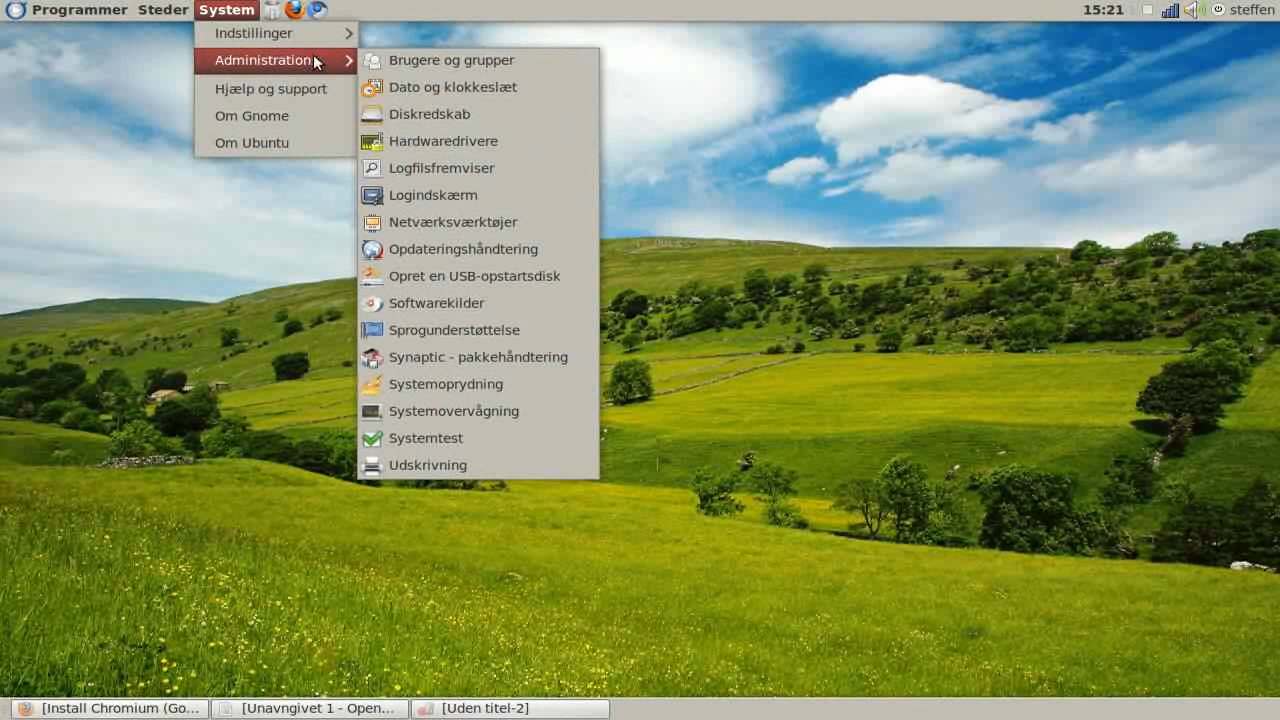 Programmer Steder System 15:21 steffen
Indstillinger
Administration
Hjælp og support
Om Gnome
Om Ubuntu
Brugere og grupper
Dato og klokkeslæt
Diskredskab
Hardwaredrivere
Logfilsfremviser
Logindskærm
Netværksværktøjer
Opdateringshåndtering
Opret en USB-opstartsdisk
Softwarekilder
Sprogunderstøttelse
Synaptic - pakkehåndtering
Systemoprydning
Systemovervågning
Systemtest
Udskrivning
[Install Chromium (Go... [Unavngivet 1 - Open... [Uden titel-2]